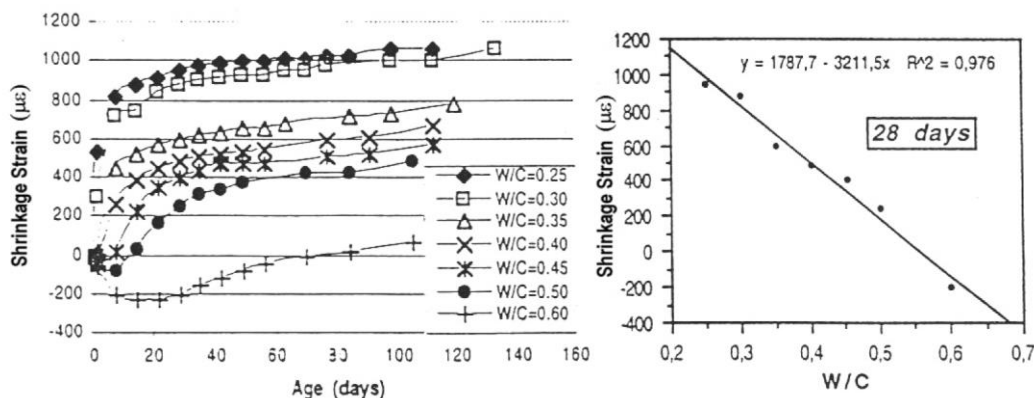 Shrinkage Strain (με)
1200
1000
800
600
400
200
0
-200
-400
0
20
40
60
33
100
120
140
160
Age (days)
W/C=0.25
W/C=0.30
W/C=0.35
W/C=0.40
W/C=0.45
W/C=0.50
W/C=0.60
Shrinkage Strain (με)
1200
1000
800
600
400
200
0
-200
-400
0,2
0,3
0,4
0,5
0,6
0,7
W/C
y = 1787,7 - 3211,5x R^2 = 0,976
28 days